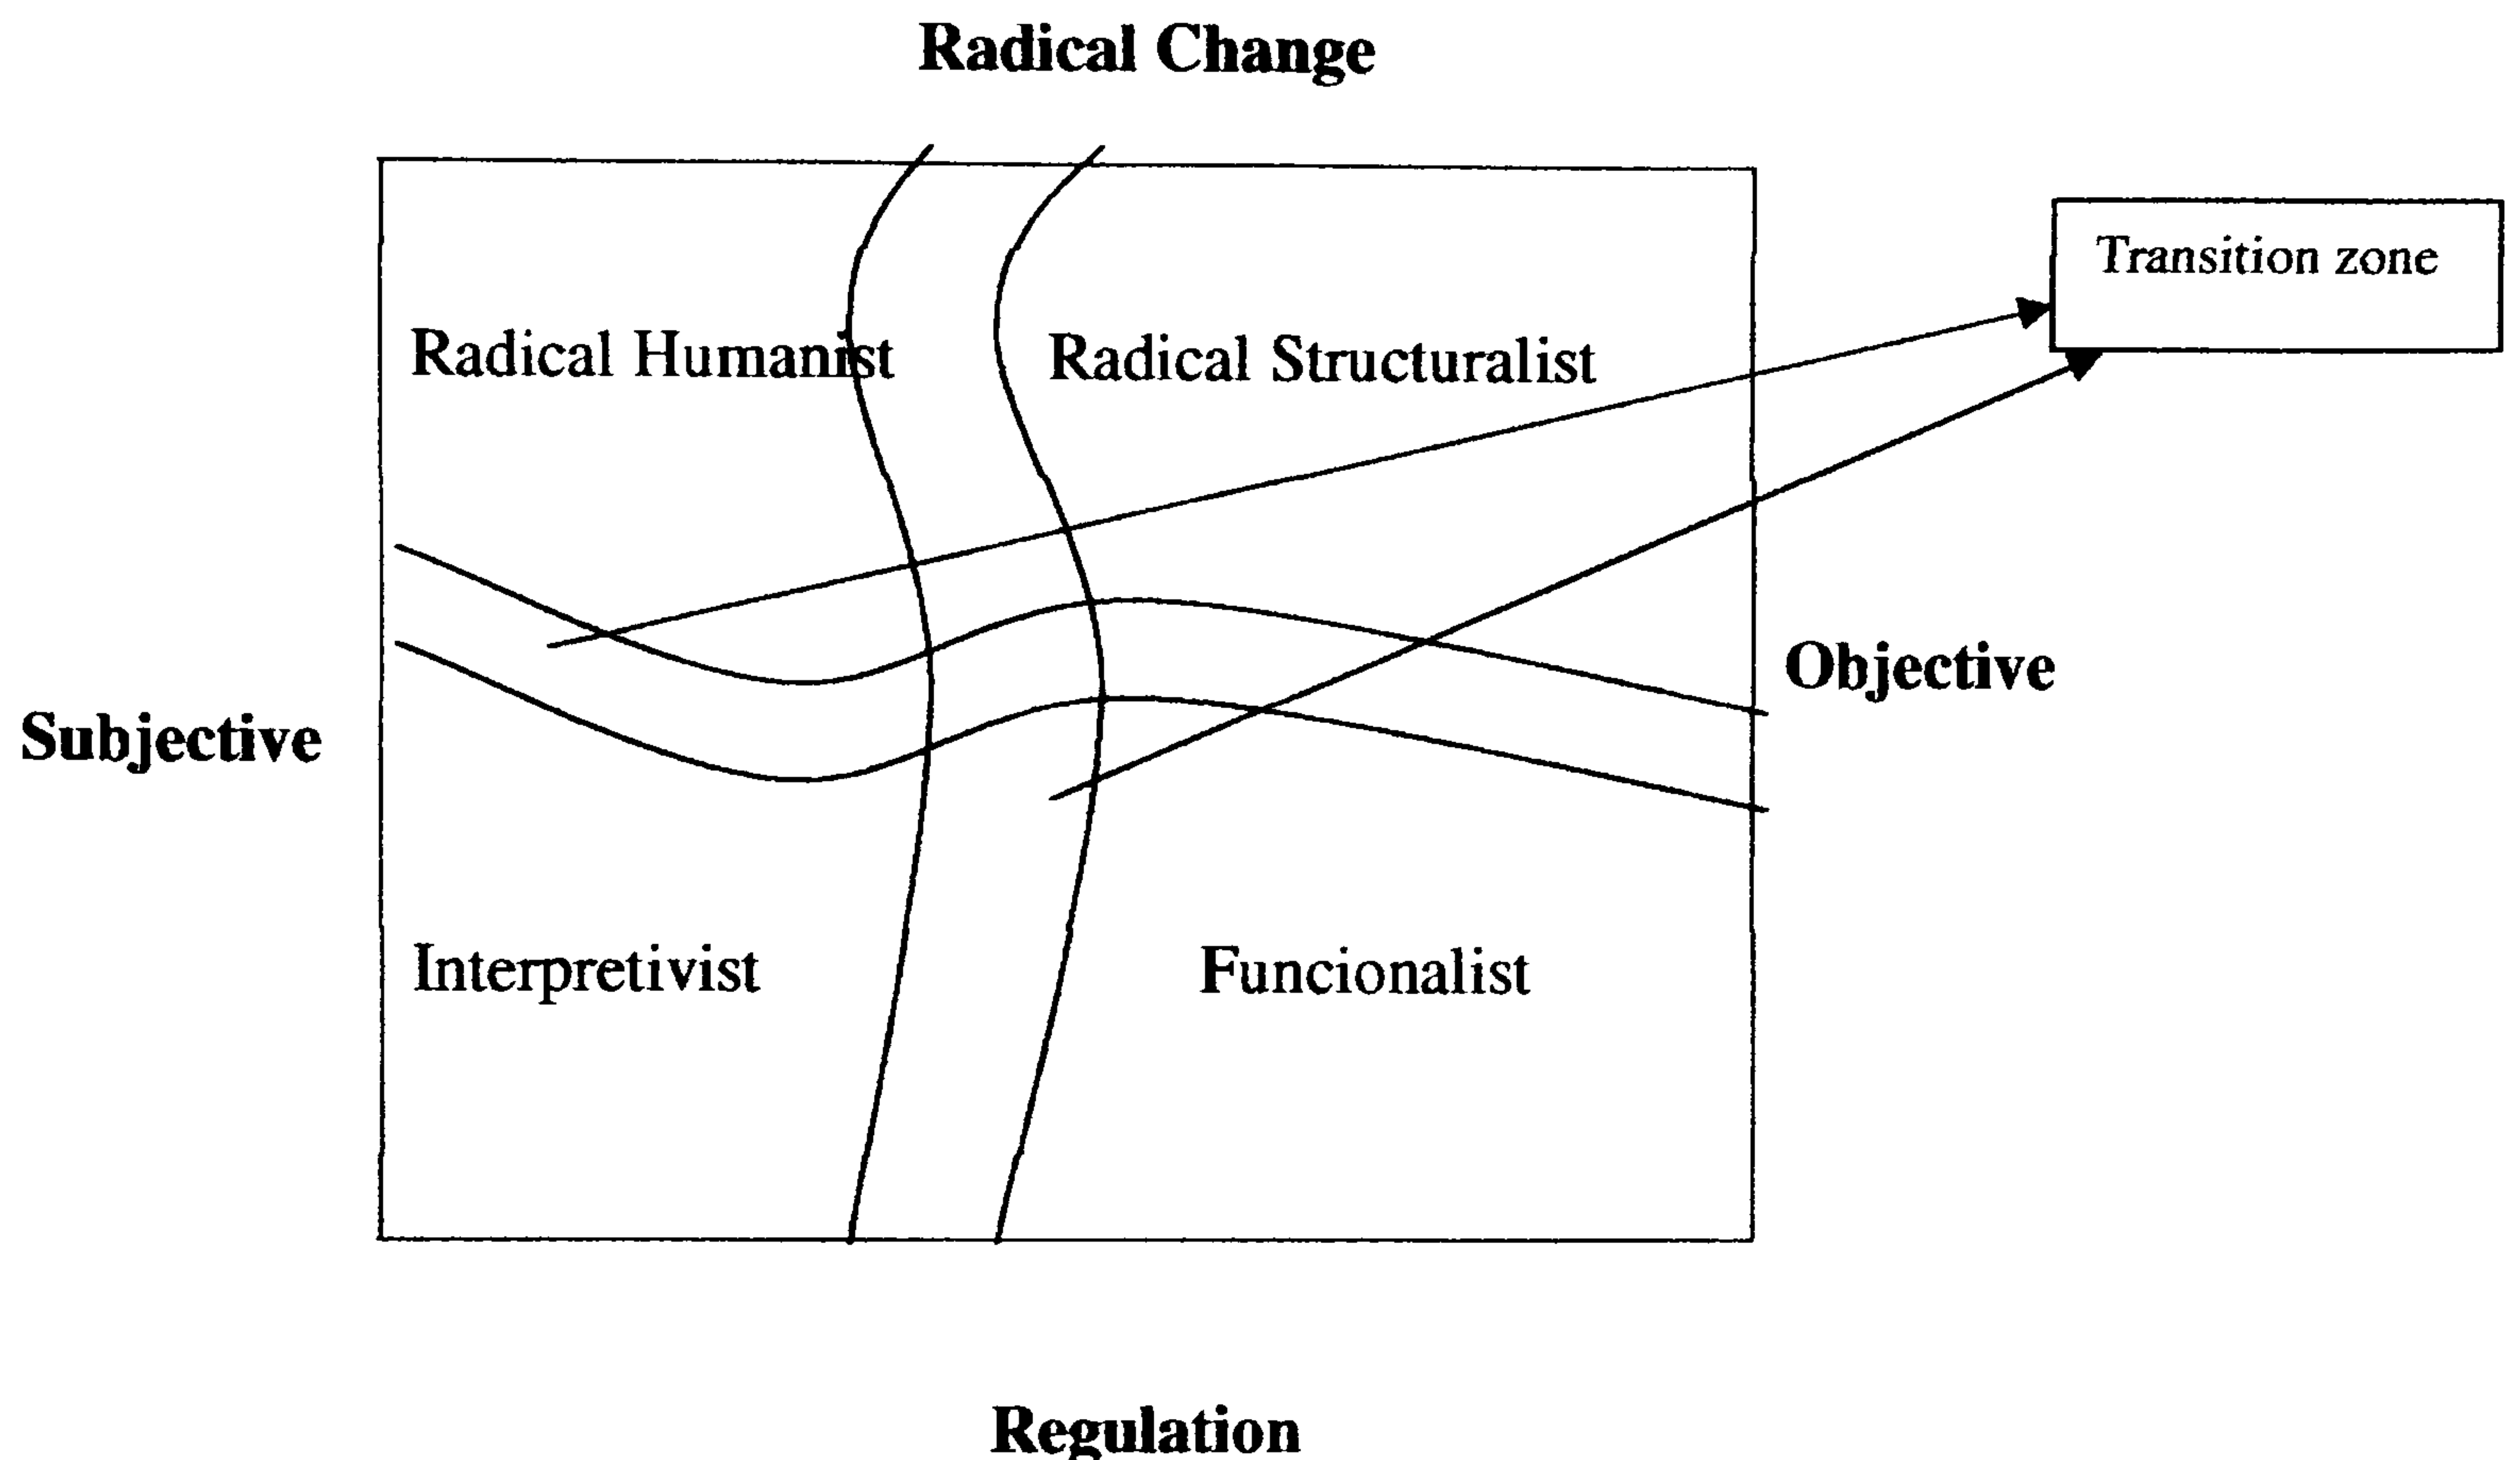 Radical Change
Transition zone
Radical Humanist
Radical Structuralist
Objective
Subjective
Interpretivist
Funcionalist
Regulation